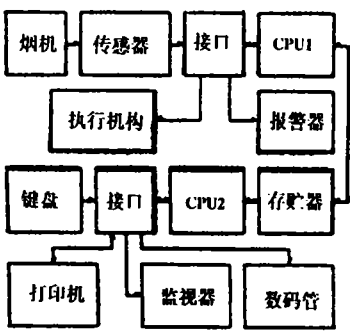 烟机 传感器 接口 CPU1
执行机构 报警器
键盘 接口 CPU2 存贮器
打印机 监视器 数码管